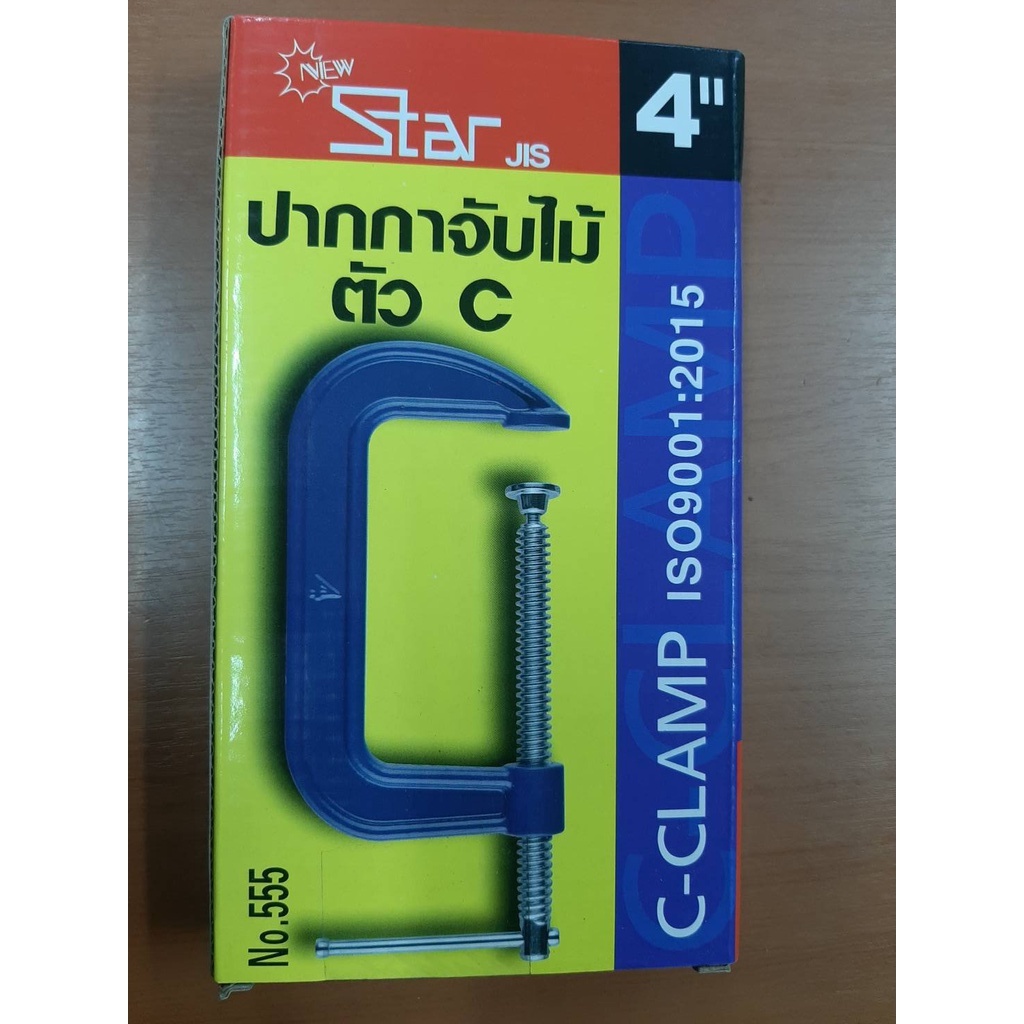 NEW
Star JIS
4"
ปากกาจับไม้
ตัว C
C-CLAMP ISO9001:2015
C-CLAMP
No.555